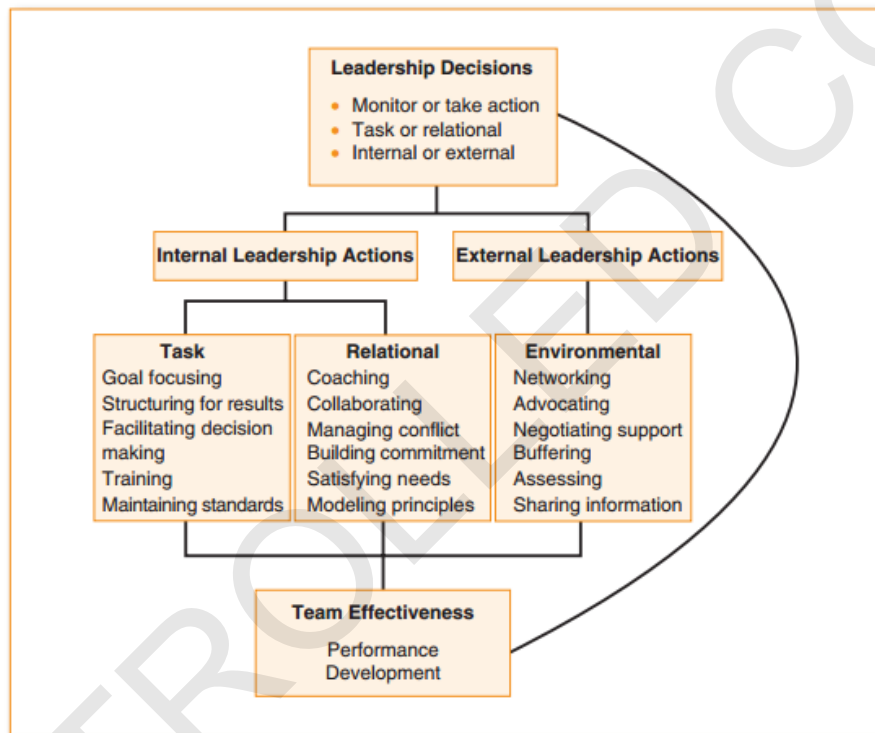 Leadership Decisions
• Monitor or take action
• Task or relational
• Internal or external
Internal Leadership Actions
External Leadership Actions
Task
Goal focusing
Structuring for results
Facilitating decision
making
Training
Maintaining standards
Relational
Coaching
Collaborating
Managing conflict
Building commitment
Satisfying needs
Modeling principles
Environmental
Networking
Advocating
Negotiating support
Buffering
Assessing
Sharing information
Team Effectiveness
Performance
Development